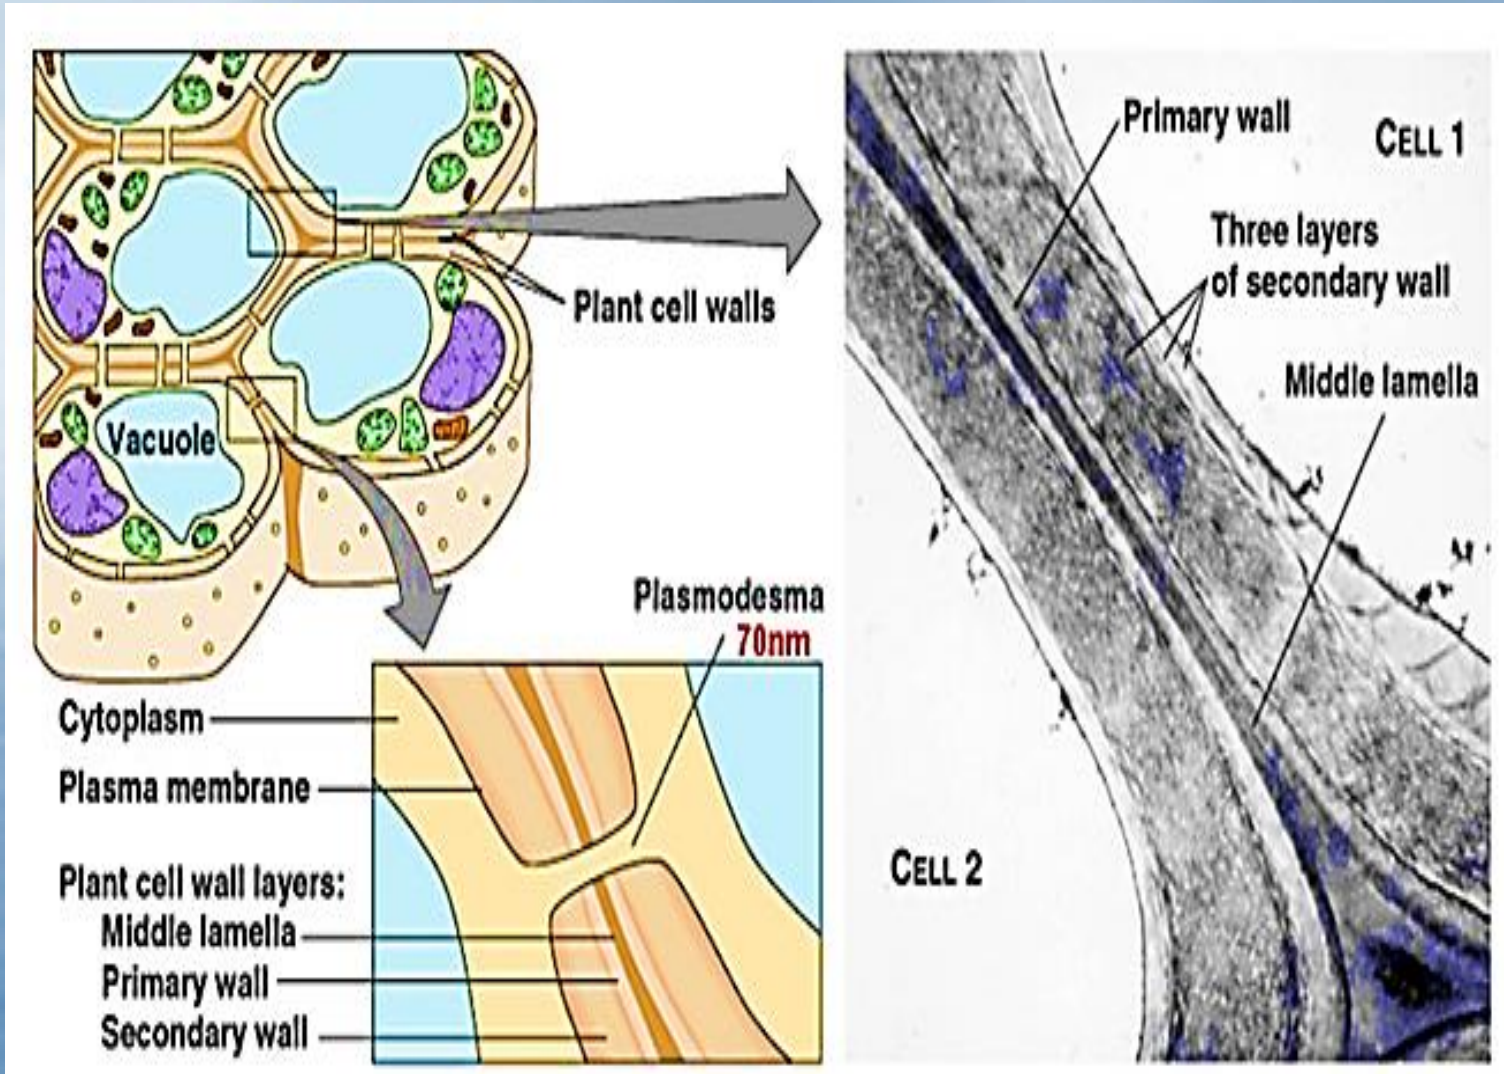 Primary wall
CELL 1
Three layers
of secondary wall
Plant cell walls
Middle lamella
Vacuole
Plasmodesma
70nm
Cytoplasm
Plasma membrane
CELL 2
Plant cell wall layers:
Middle lamella
Primary wall
Secondary wall